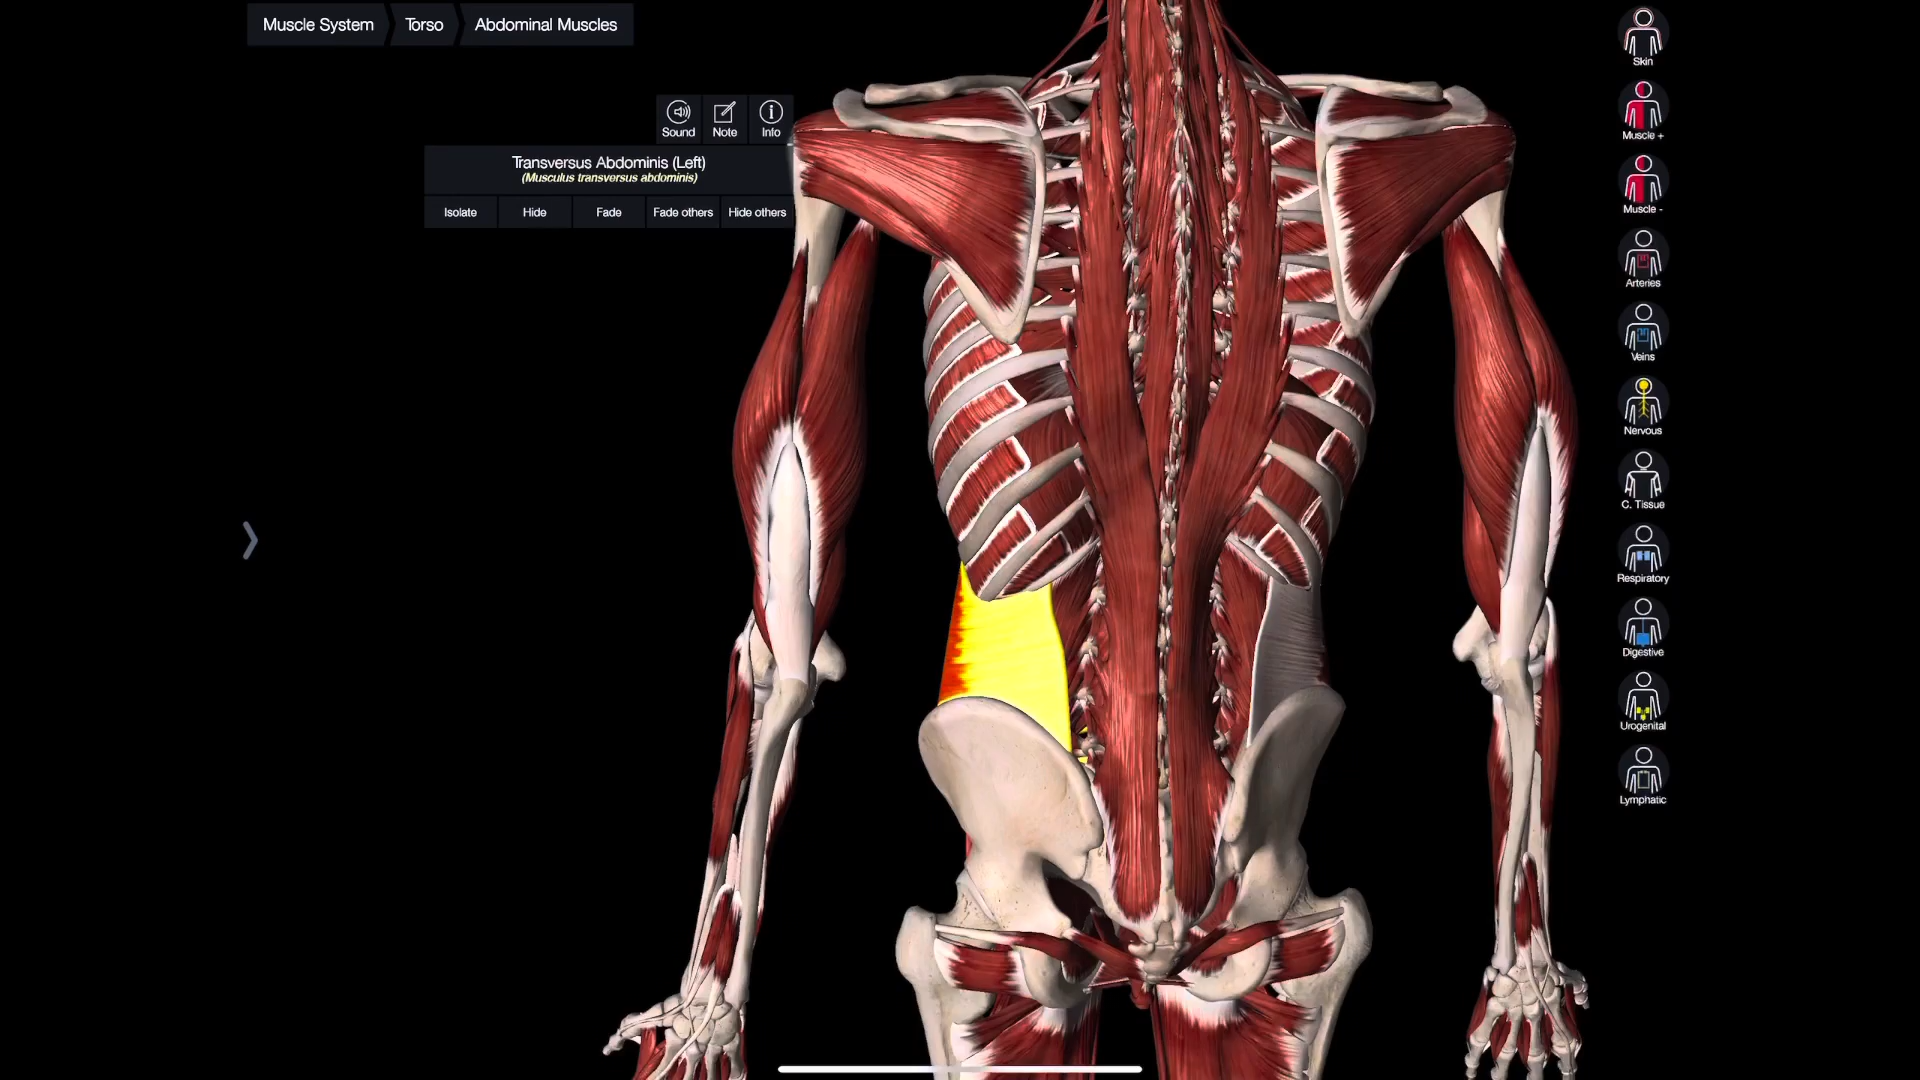 Muscle System Torso Abdominal Muscles
Sound Note Info
Transversus Abdominis (Left)
(Musculus transversus abdominis)
Isolate Hide Fade Fade others Hide others
Skin
Muscle +
Muscle -
Arteries
Veins
Nervous
C. Tissue
Respiratory
Digestive
Urogenital
Lymphatic